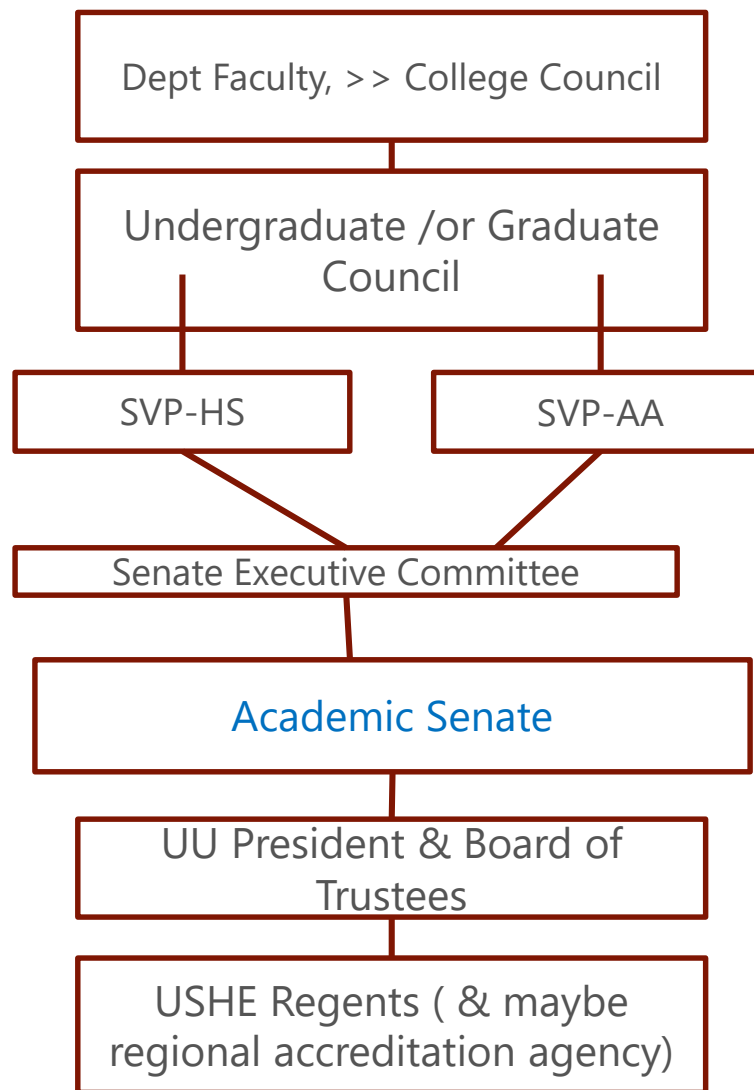 Dept Faculty, >> College Council
Undergraduate /or Graduate
Council
SVP-HS
SVP-AA
Senate Executive Committee
Academic Senate
UU President & Board of
Trustees
USHE Regents ( & maybe
regional accreditation agency)